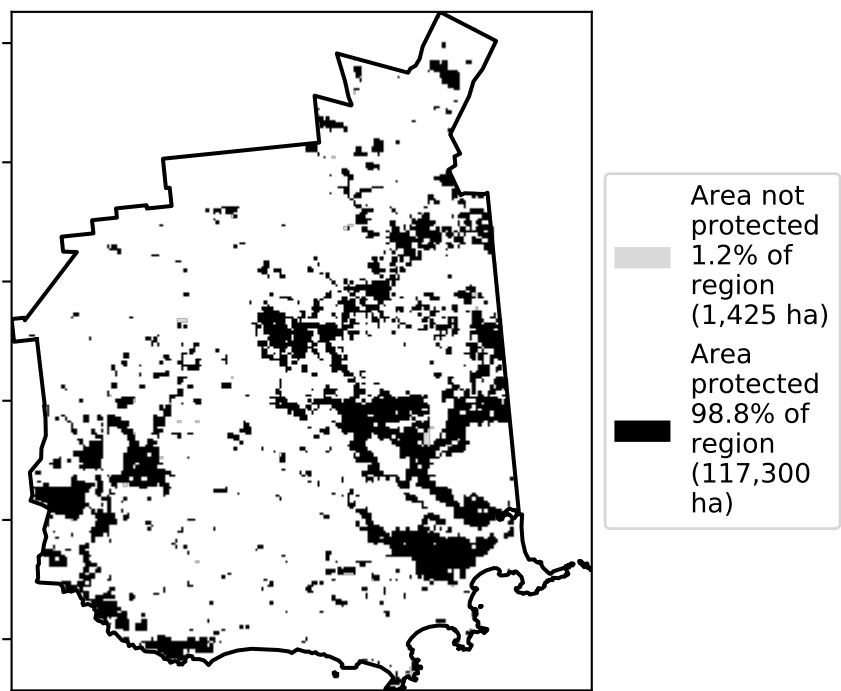 Area not
protected
1.2% of
region
(1,425 ha)
Area
protected
98.8% of
region
(117,300
ha)